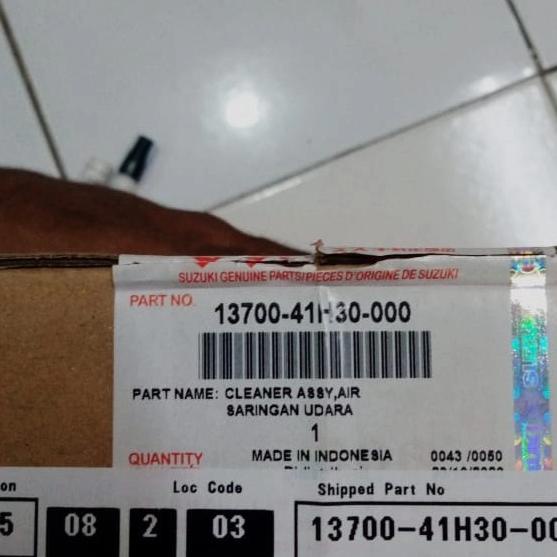 SUZUKI GENUINE PARTS/PIECES D'ORIGINE DE SUZUKI
PART NO. 13700-41H30-000
PART NAME: CLEANER ASSY,AIR
SARINGAN UDARA
1
QUANTITY MADE IN INDONESIA 0043 /0050
on Loc Code Shipped Part No
5 08 2 03 13700-41H30-00